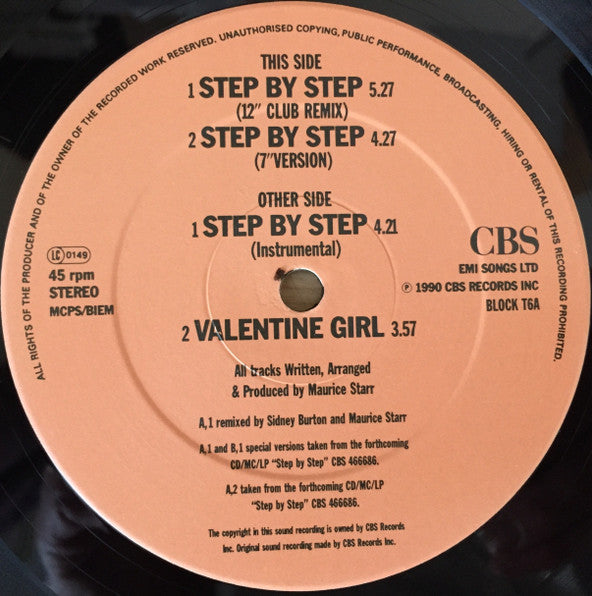 ALL RIGHTS OF THE PRODUCER AND OF THE OWNER OF THE RECORDED WORK RESERVED. UNAUTHORISED COPYING, PUBLIC PERFORMANCE, BROADCASTING, HIRING OR RENTAL OF THIS RECORDING PROHIBITED.
THIS SIDE
1 STEP BY STEP 5.27
(12" CLUB REMIX)
2 STEP BY STEP 4.27
(7"VERSION)
OTHER SIDE
1 STEP BY STEP 4.21
(Instrumental)
LC 0149
45 rpm
STEREO
MCPS/BIEM
CBS
EMI SONGS LTD
℗ 1990 CBS RECORDS INC
BLOCK T6A
2 VALENTINE GIRL 3.57
All tracks Written, Arranged
& Produced by Maurice Starr
A,1 remixed by Sidney Burton and Maurice Starr
A,1 and B,1 special versions taken from the forthcoming
CD/MC/LP "Step by Step" CBS 466686.
A,2 taken from the forthcoming CD/MC/LP
"Step by Step" CBS 466686.
The copyright in this sound recording is owned by CBS Records
Inc. Original sound recording made by CBS Records Inc.